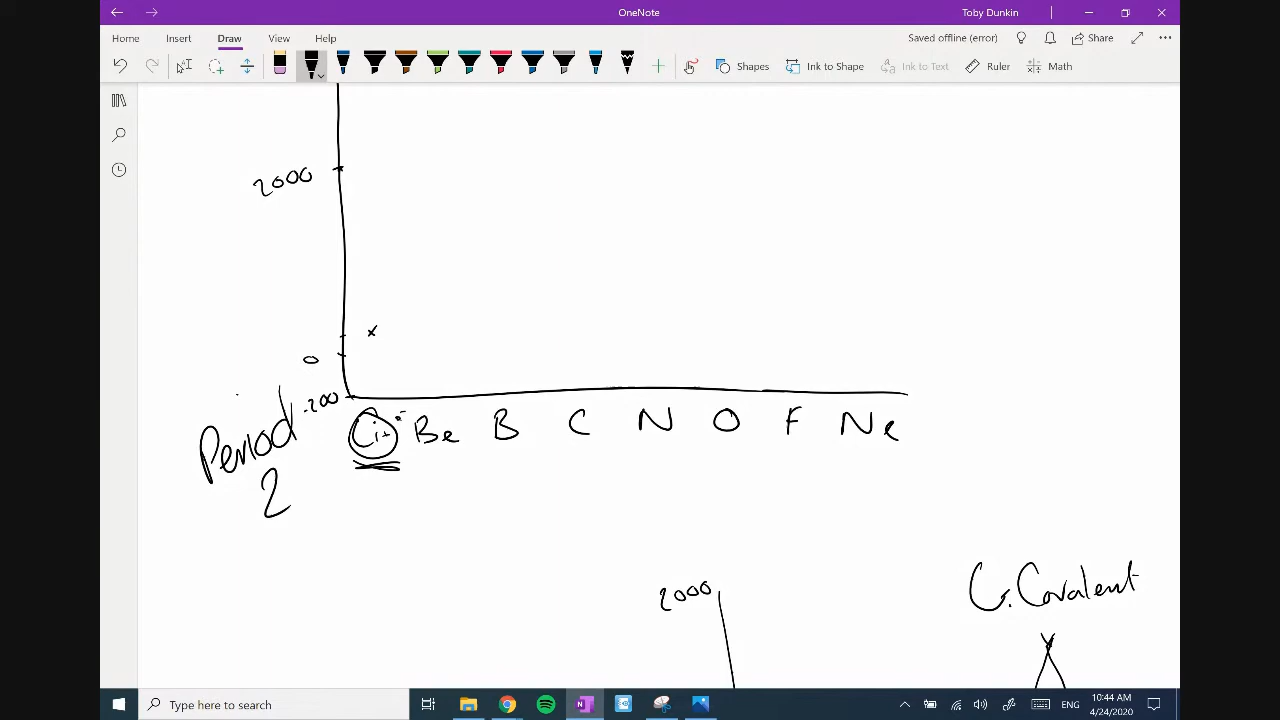 OneNote
Toby Dunkin
Home Insert Draw View Help
Saved offline (error)
Share
Shapes
Ink to Shape
Ink to Text
Ruler
Math
2000
0
-200
Period
2
Be B C N O F Ne
2000
G. Covalent
Type here to search
ENG
10:44 AM
4/24/2020